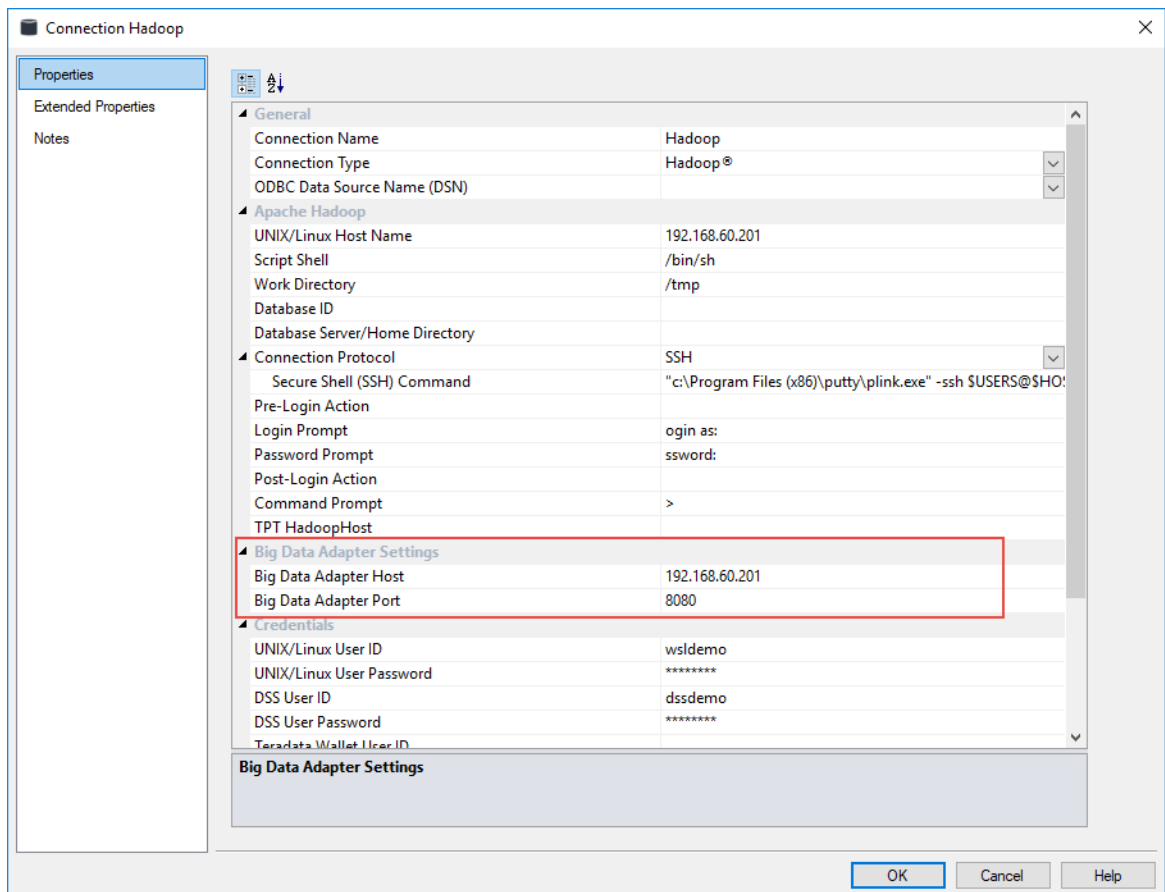 Connection Hadoop
Properties
Extended Properties
Notes
General
Connection Name Hadoop
Connection Type Hadoop®
ODBC Data Source Name (DSN)
Apache Hadoop
UNIX/Linux Host Name 192.168.60.201
Script Shell /bin/sh
Work Directory /tmp
Database ID
Database Server/Home Directory
Connection Protocol SSH
Secure Shell (SSH) Command "c:\Program Files (x86)\putty\plink.exe" -ssh $USERS@$HOS
Pre-Login Action
Login Prompt ogin as:
Password Prompt ssword:
Post-Login Action
Command Prompt >
TPT HadoopHost
Big Data Adapter Settings
Big Data Adapter Host 192.168.60.201
Big Data Adapter Port 8080
Credentials
UNIX/Linux User ID wsldemo
UNIX/Linux User Password ********
DSS User ID dssdemo
DSS User Password ********
Teradata Wallet User ID
Big Data Adapter Settings
OK Cancel Help